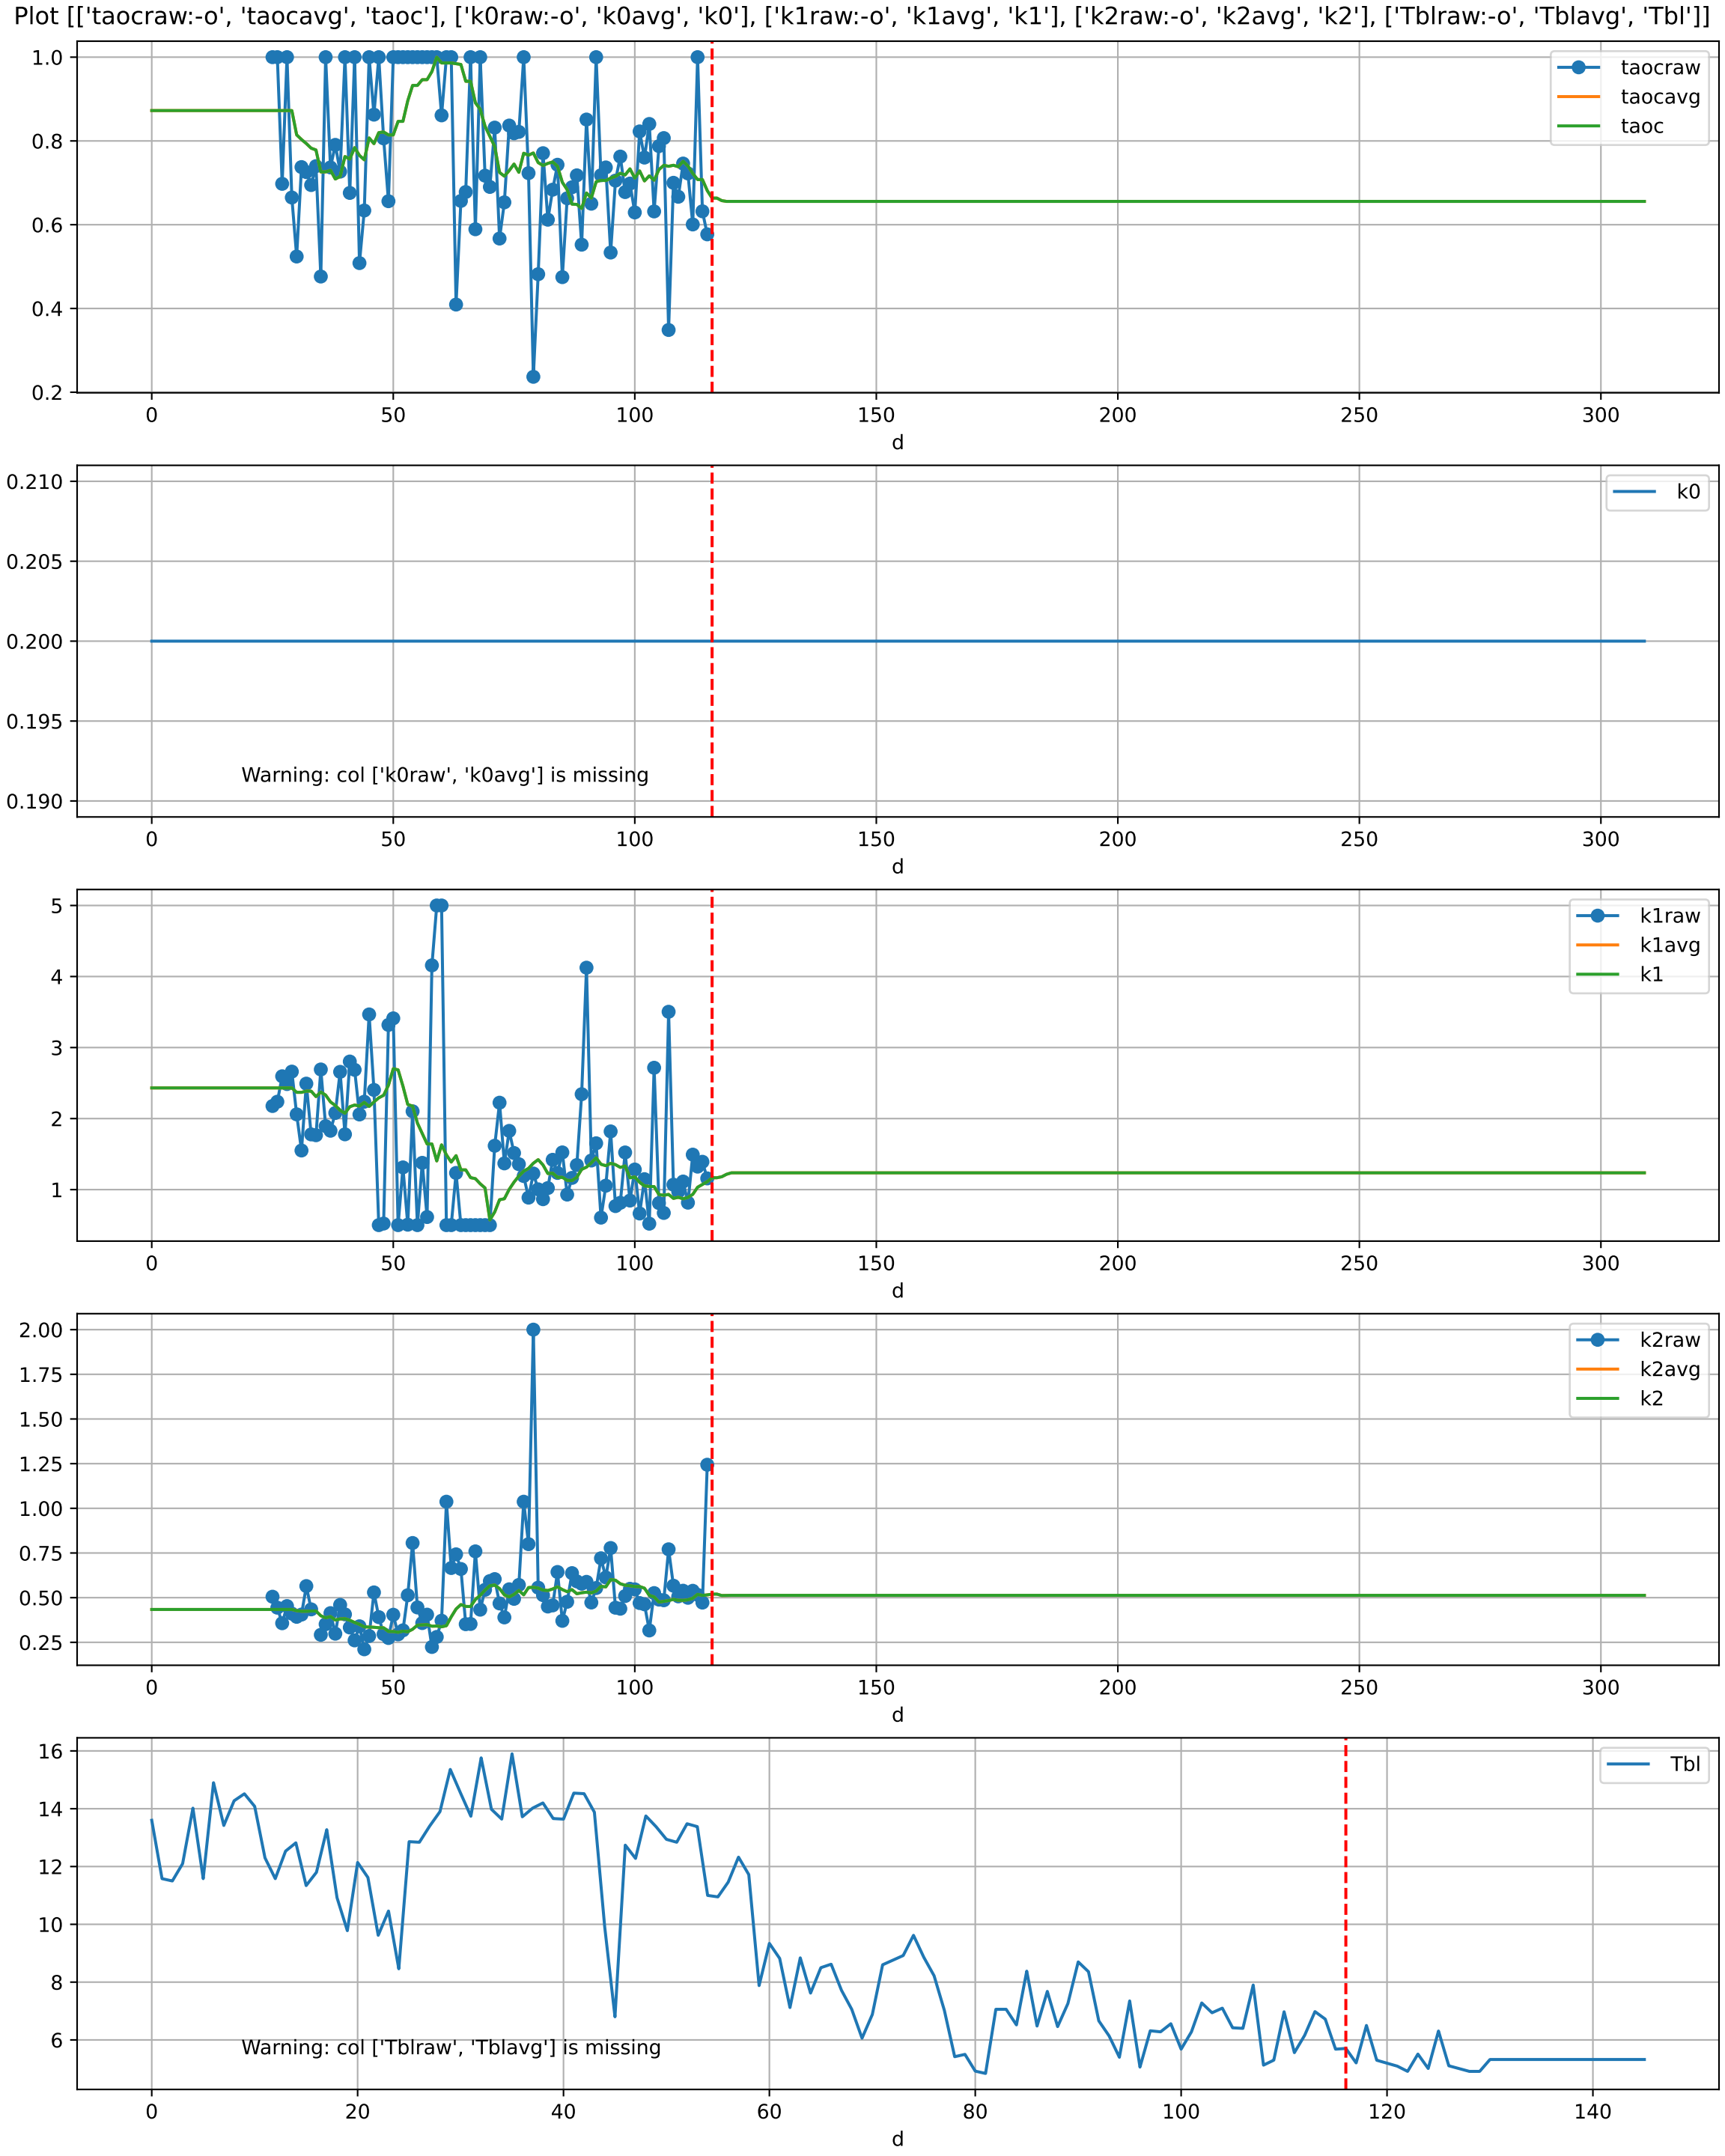 Plot [['taocraw:-o', 'taocavg', 'taoc'], ['k0raw:-o', 'k0avg', 'k0'], ['k1raw:-o', 'k1avg', 'k1'], ['k2raw:-o', 'k2avg', 'k2'], ['Tblraw:-o', 'Tblavg', 'Tbl']]
1.0
0.8
0.6
0.4
0.2
taocraw
taocavg
taoc
0 50 100 150 200 250 300
d
0.210
0.205
0.200
0.195
0.190
k0
Warning: col ['k0raw', 'k0avg'] is missing
0 50 100 150 200 250 300
d
5
4
3
2
1
k1raw
k1avg
k1
0 50 100 150 200 250 300
d
2.00
1.75
1.50
1.25
1.00
0.75
0.50
0.25
k2raw
k2avg
k2
0 50 100 150 200 250 300
d
16
14
12
10
8
6
Tbl
Warning: col ['Tblraw', 'Tblavg'] is missing
0 20 40 60 80 100 120 140
d